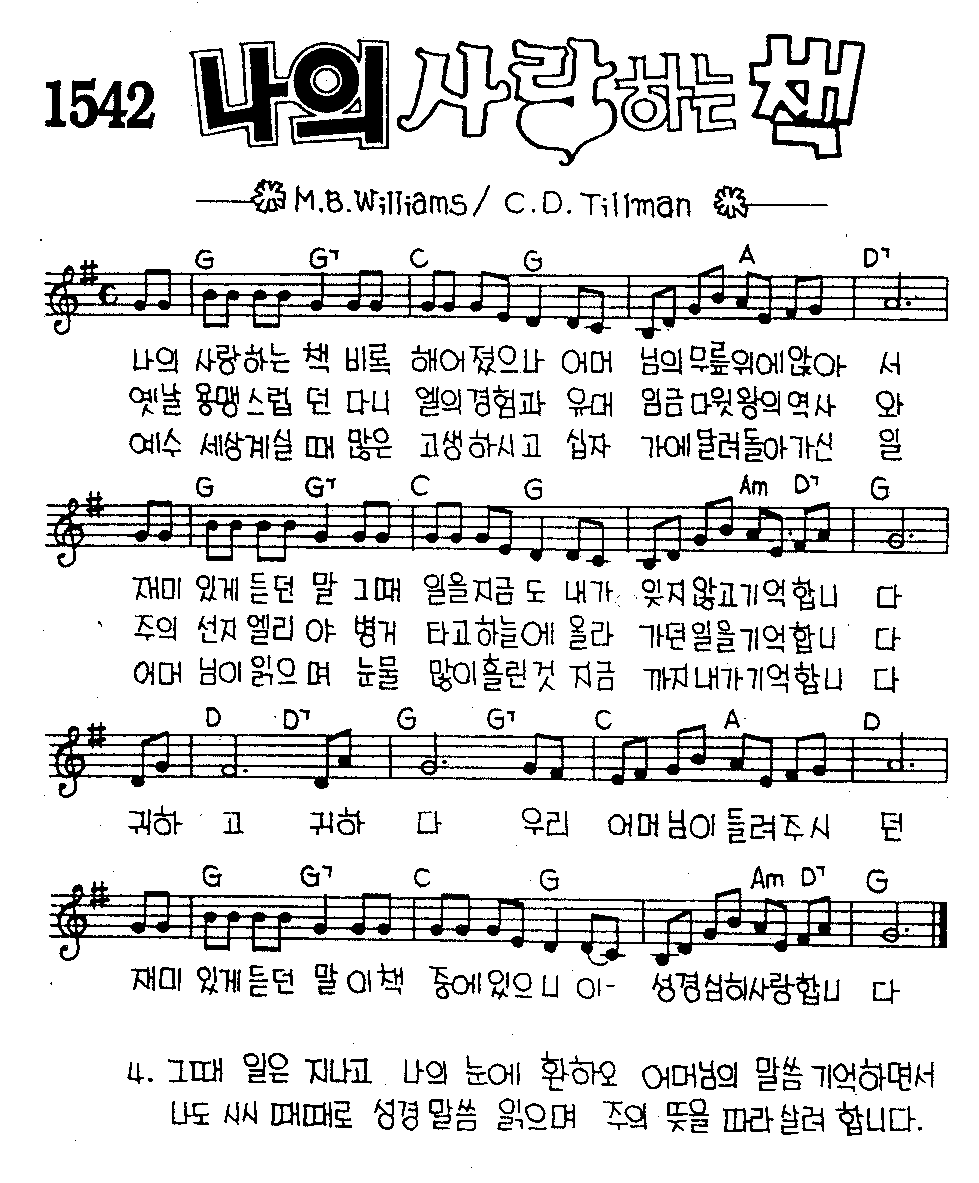 1542 나의 사랑하는 책
M.B.Williams / C.D.Tillman
G G7 C G A D7
나의 사랑하는 책 비록 해어졌으나 어머 님의무릎위에앉아 서
옛날 용맹스럽 던 다니 엘의경험과 유대 임금다윗왕의역사 와
예수 세상계실 때 많은 고생하시고 십자 가에달려돌아가신 일
G G7 C G Am D7 G
재미 있게듣던 말 그때 일을지금도 내가 잊지않고기억합니 다
주의 선지엘리 야 병거 타고하늘에 올라 가던일을기억합니 다
어머 님이읽으 며 눈물 많이흘린것 지금 까지내가기억합니 다
D D7 G G7 C A D
귀하 고 귀하 다 우리 어머님이들려주시 던
G G7 C G Am D7 G
재미 있게듣던 말 이책 중에있으니 이- 성경심히사랑합니 다
4. 그때 일은 지나고 나의 눈에 환하오 어머님의 말씀 기억하면서
나도 시시 때때로 성경 말씀 읽으며 주의 뜻을 따라 살려 합니다.